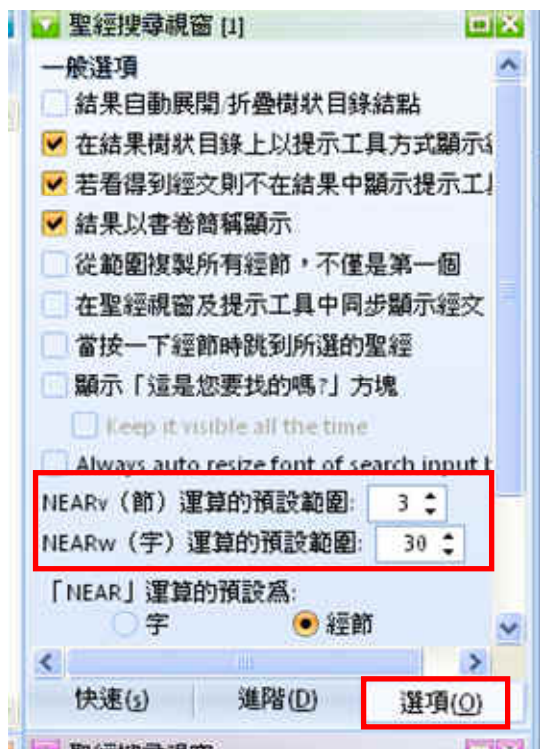 聖經搜尋視窗 [1]
一般選項
結果自動展開/折疊樹狀目錄結點
在結果樹狀目錄上以提示工具方式顯示
若看得到經文則不在結果中顯示提示工
結果以書卷簡稱顯示
從範圍複製所有經節，不僅是第一個
在聖經視窗及提示工具中同步顯示經文
當按一下經節時跳到所選的聖經
顯示「這是您要找的嗎?」方塊
Keep it visible all the time
Always auto resize font of search input
NEARv（節）運算的預設範圍: 3
NEARw（字）運算的預設範圍: 30
「NEAR」運算的預設為:
字 經節
快速(s) 進階(D) 選項(O)
聖經搜尋視窗